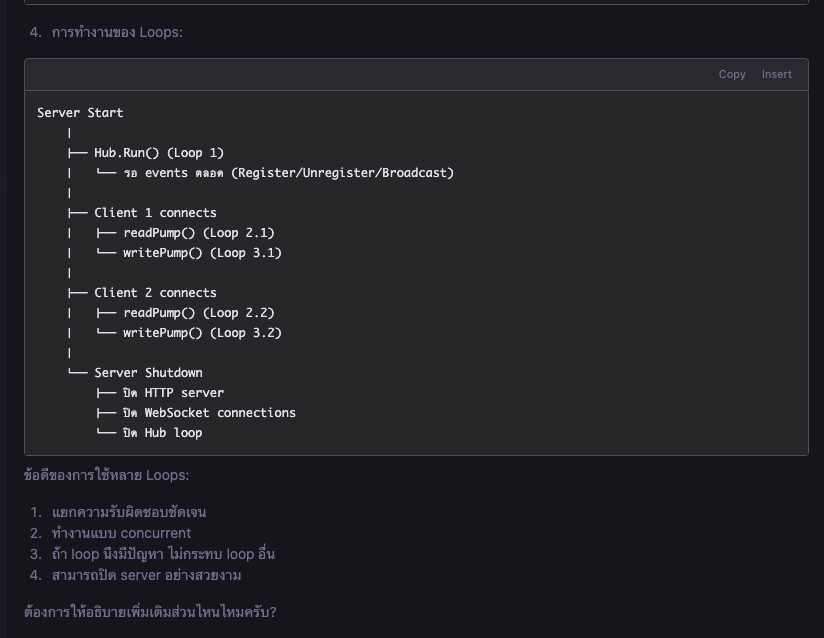 4. การทำงานของ Loops:
Copy Insert
Server Start
|
├── Hub.Run() (Loop 1)
|   └── รอ events ตลอด (Register/Unregister/Broadcast)
|
├── Client 1 connects
|   ├── readPump() (Loop 2.1)
|   └── writePump() (Loop 3.1)
|
├── Client 2 connects
|   ├── readPump() (Loop 2.2)
|   └── writePump() (Loop 3.2)
|
└── Server Shutdown
    ├── ปิด HTTP server
    ├── ปิด WebSocket connections
    └── ปิด Hub loop
ข้อดีของการใช้หลาย Loops:
1. แยกความรับผิดชอบชัดเจน
2. ทำงานแบบ concurrent
3. ถ้า loop นึงมีปัญหา ไม่กระทบ loop อื่น
4. สามารถปิด server อย่างสวยงาม
ต้องการให้อธิบายเพิ่มเติมส่วนไหนไหมครับ?